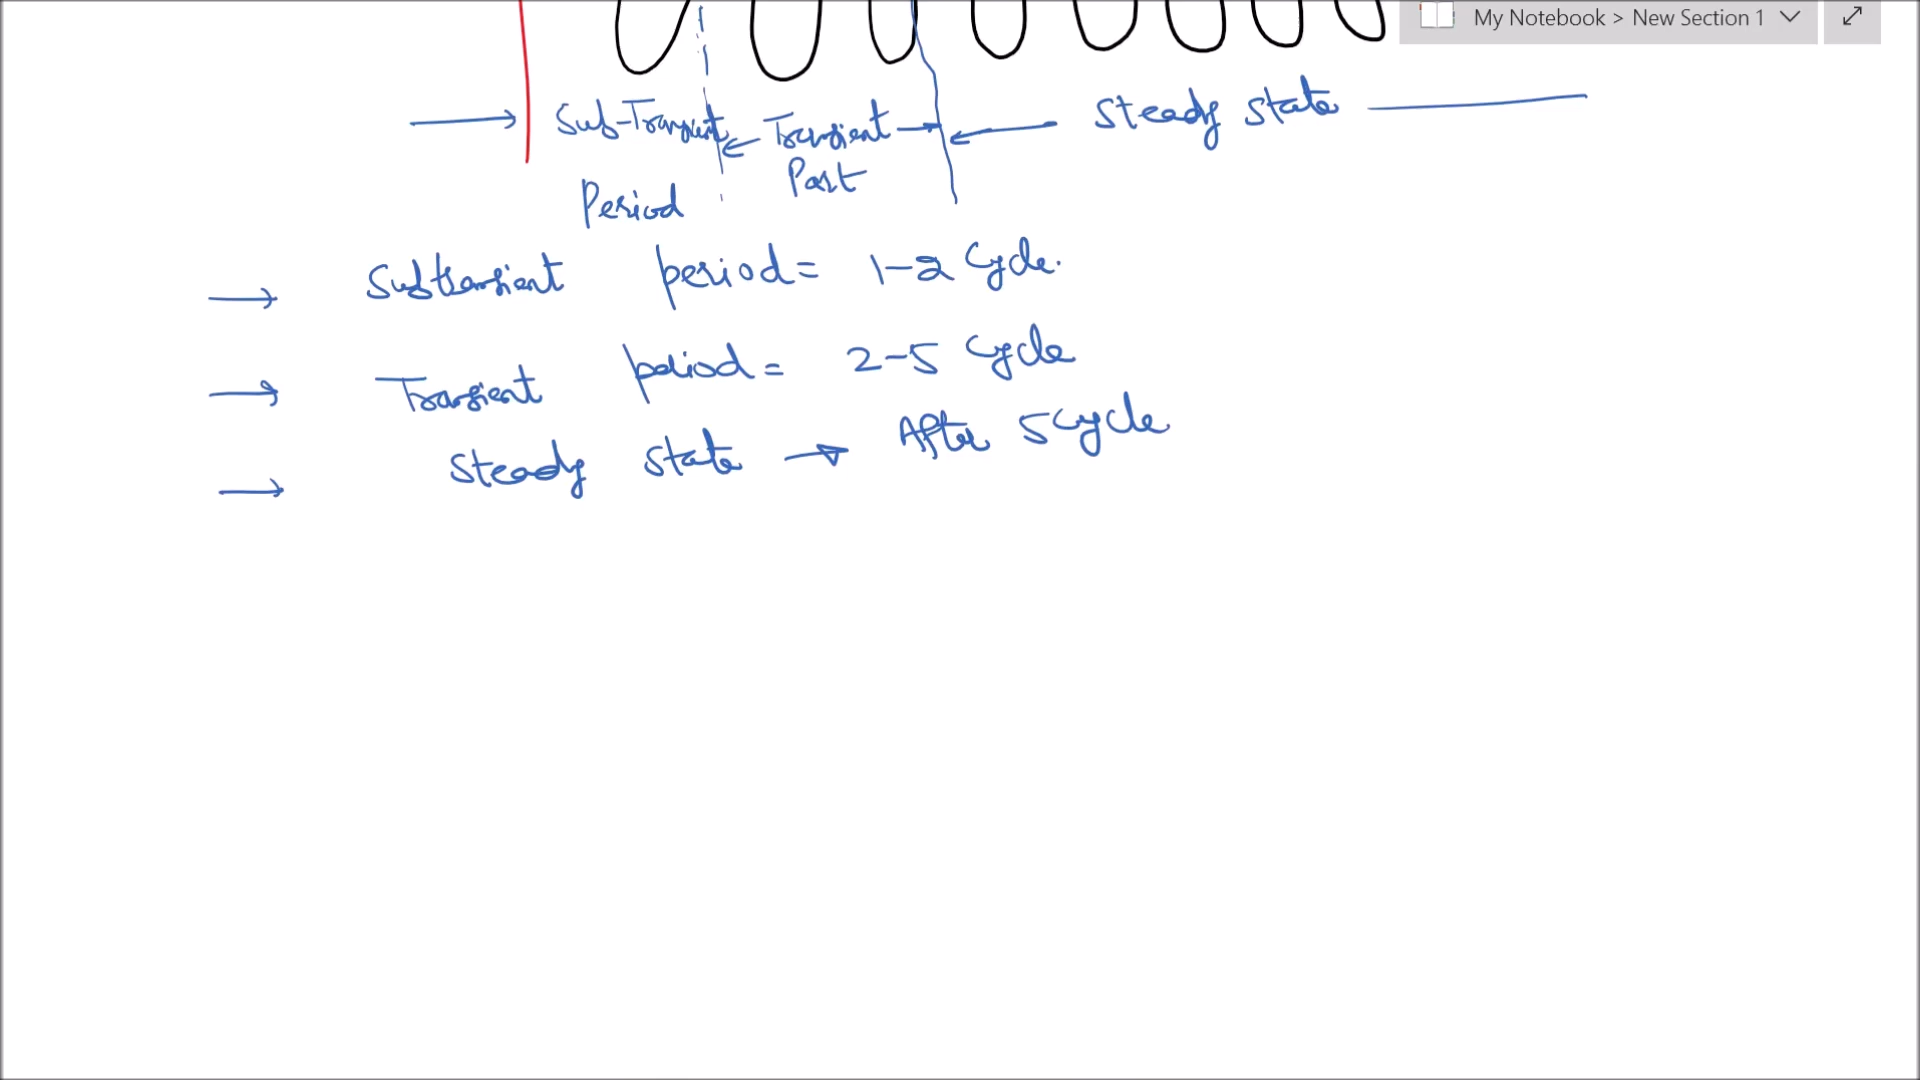 My Notebook > New Section 1
Sub-Transient
Period
Transient
Part
Steady State
Subtransient period = 1-2 Cycle.
Transient period = 2-5 Cycle
Steady State → After 5 Cycle